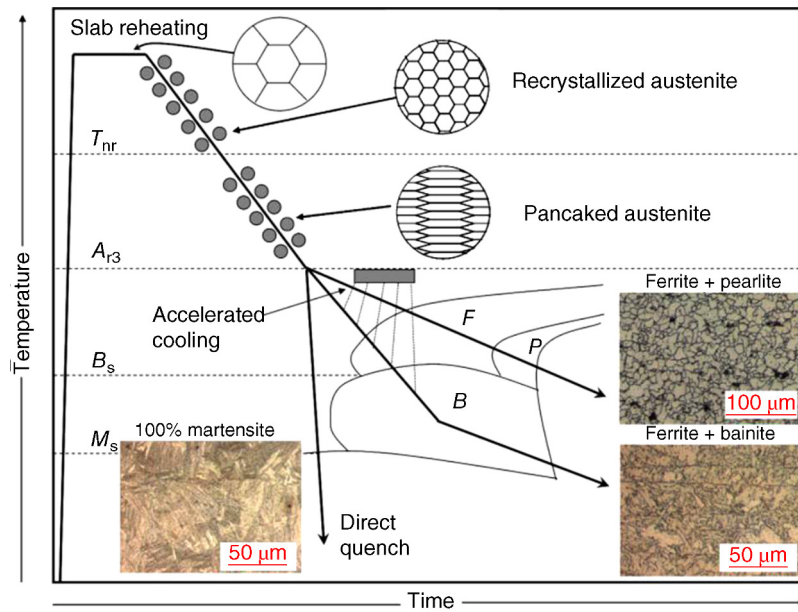 Slab reheating
Recrystallized austenite
Tnr
Pancaked austenite
Ar3
Accelerated
cooling
F
Ferrite + pearlite
P
100 μm
Bs
B
100% martensite
Ferrite + bainite
Ms
50 μm
Direct
quench
50 μm
Temperature
Time